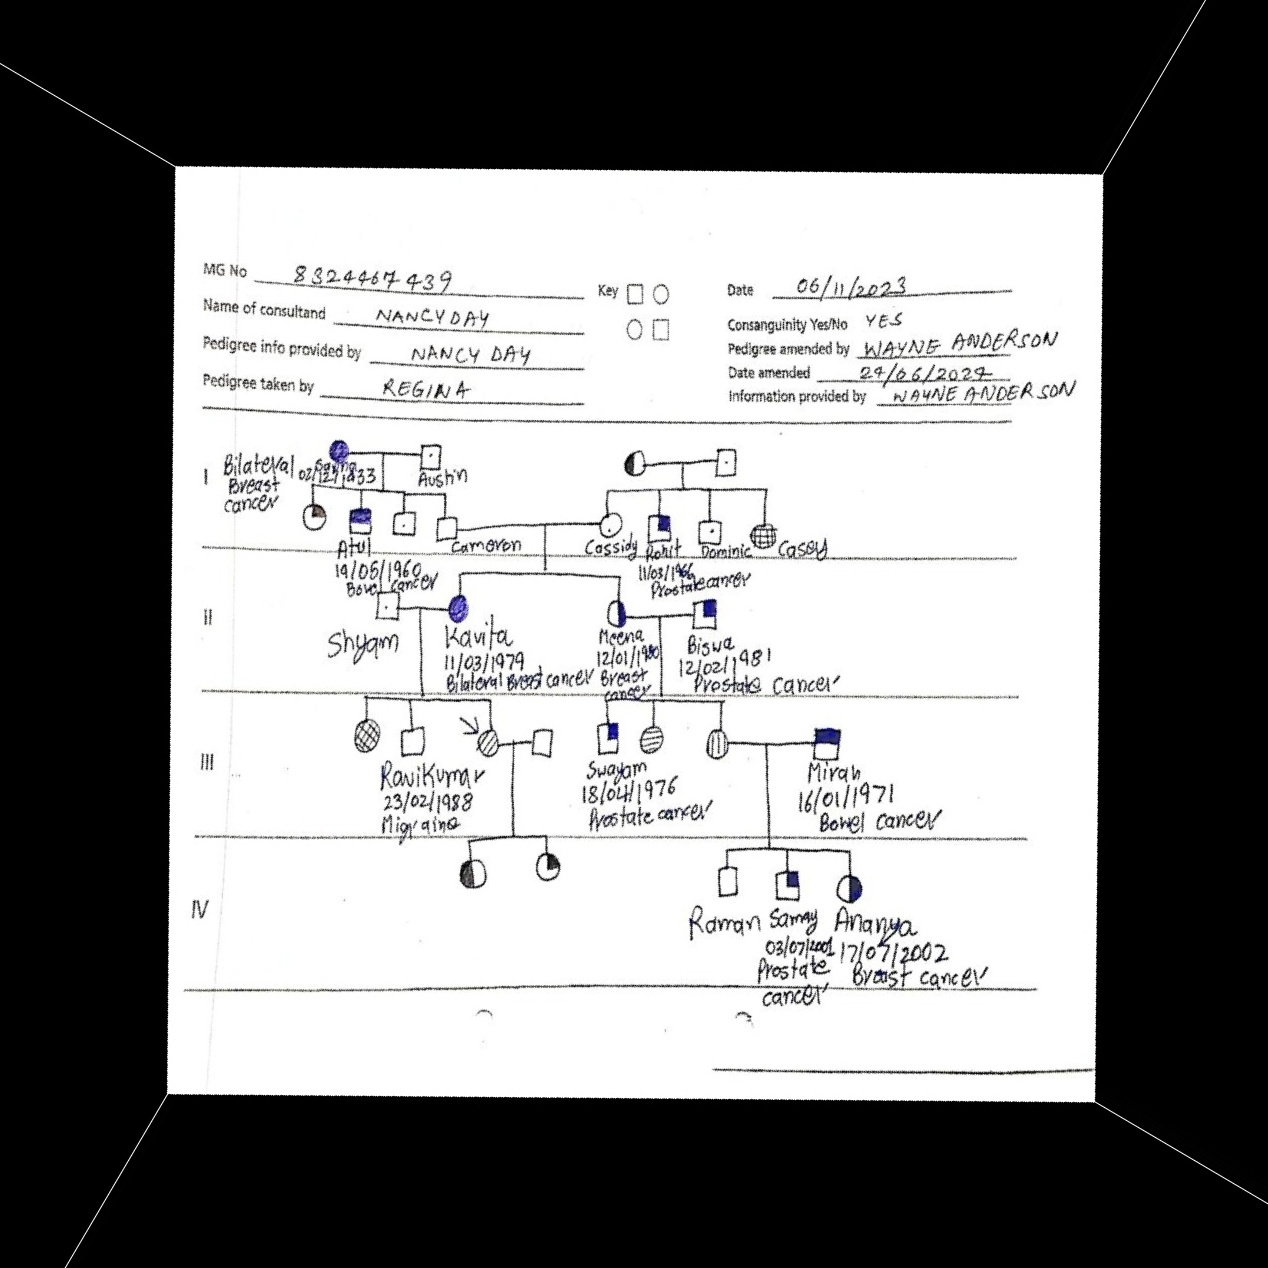 MG No 8324467439
Key
Date 06/11/2023
Name of consultand NANCY DAY
Consanguinity Yes/No YES
Pedigree info provided by NANCY DAY
Pedigree amended by WAYNE ANDERSON
Pedigree taken by REGINA
Date amended 24/06/2024
Information provided by WAYNE ANDERSON
I
Bilateral
Breast
cancer
02/12/1933
Austin
Atul
19/05/1960
Bowel cancer
Cameron
Cassidy
Rohit
11/03/1966
Prostate cancer
Dominic
Casey
II
Shyam
Kavita
11/03/1979
Bilateral Breast cancer
Meena
12/01/1980
Breast
cancer
Biswa
12/02/1981
Prostate cancer
III
RaviKumar
23/02/1988
Migraine
Swayam
18/04/1976
Prostate cancer
Mirah
16/01/1971
Bowel cancer
IV
Raman
Samay
03/07/2001
Prostate
cancer
Ananya
17/07/2002
Breast cancer